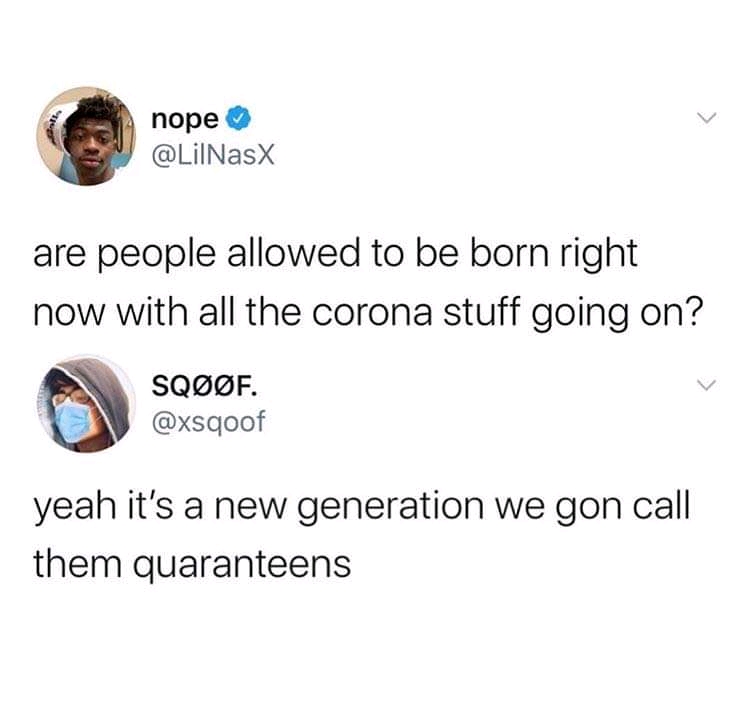 nope
@LilNasX
are people allowed to be born right
now with all the corona stuff going on?
SQØØF.
@xsqoof
yeah it's a new generation we gon call
them quaranteens